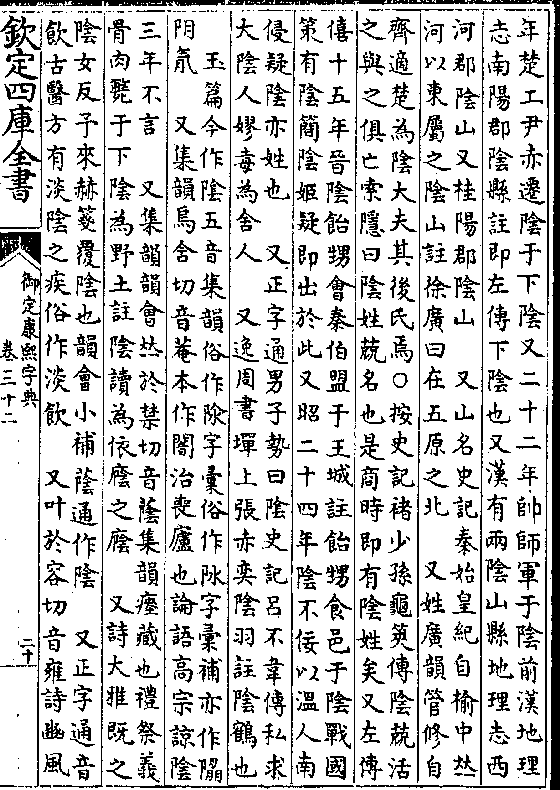 年楚工尹赤遷陰于下陰又二十二年帥師軍于陰前漢地理
志南陽郡陰縣註即左傳下陰也又漢有兩陰山縣地理志西
河郡陰山又桂陽郡陰山　又山名史記秦始皇紀自榆中𠀤
河以東屬之陰山註徐廣曰在五原之北　又姓廣韻管修自
齊適楚為陰大夫其後氏焉○按史記褚少孫龜筴傳陰兢活
之與之俱亡索隱曰陰姓兢名也是商時即有陰姓矣又左傳
僖十五年晉陰飴甥會秦伯盟于王城註飴甥食邑于陰戰國
策有陰簡陰姬疑即出於此又昭二十四年陰不佞以溫人南
侵疑陰亦姓也　又正字通男子勢曰陰史記呂不韋傳私求
大陰人嫪毐為舍人　又逸周書墠上張赤奕陰羽註陰鶴也
　玉篇今作隂五音集韻俗作隂字彙俗作阥字彙補亦作隝
阴氣　又集韻烏含切音菴本作闇治喪廬也論語高宗諒陰
三年不言　又集韻韻會𠀤於禁切音蔭集韻瘞藏也禮祭義
骨肉斃于下陰為野土註陰讀為依廕之廕　又詩大雅既之
陰女反予來赫箋覆陰也韻會小補蔭通作陰　又正字通音
飲古醫方有淡陰之疾俗作淡飲　又叶於容切音雍詩豳風
欽定四庫全書
御定康熙字典
卷三十二
二十